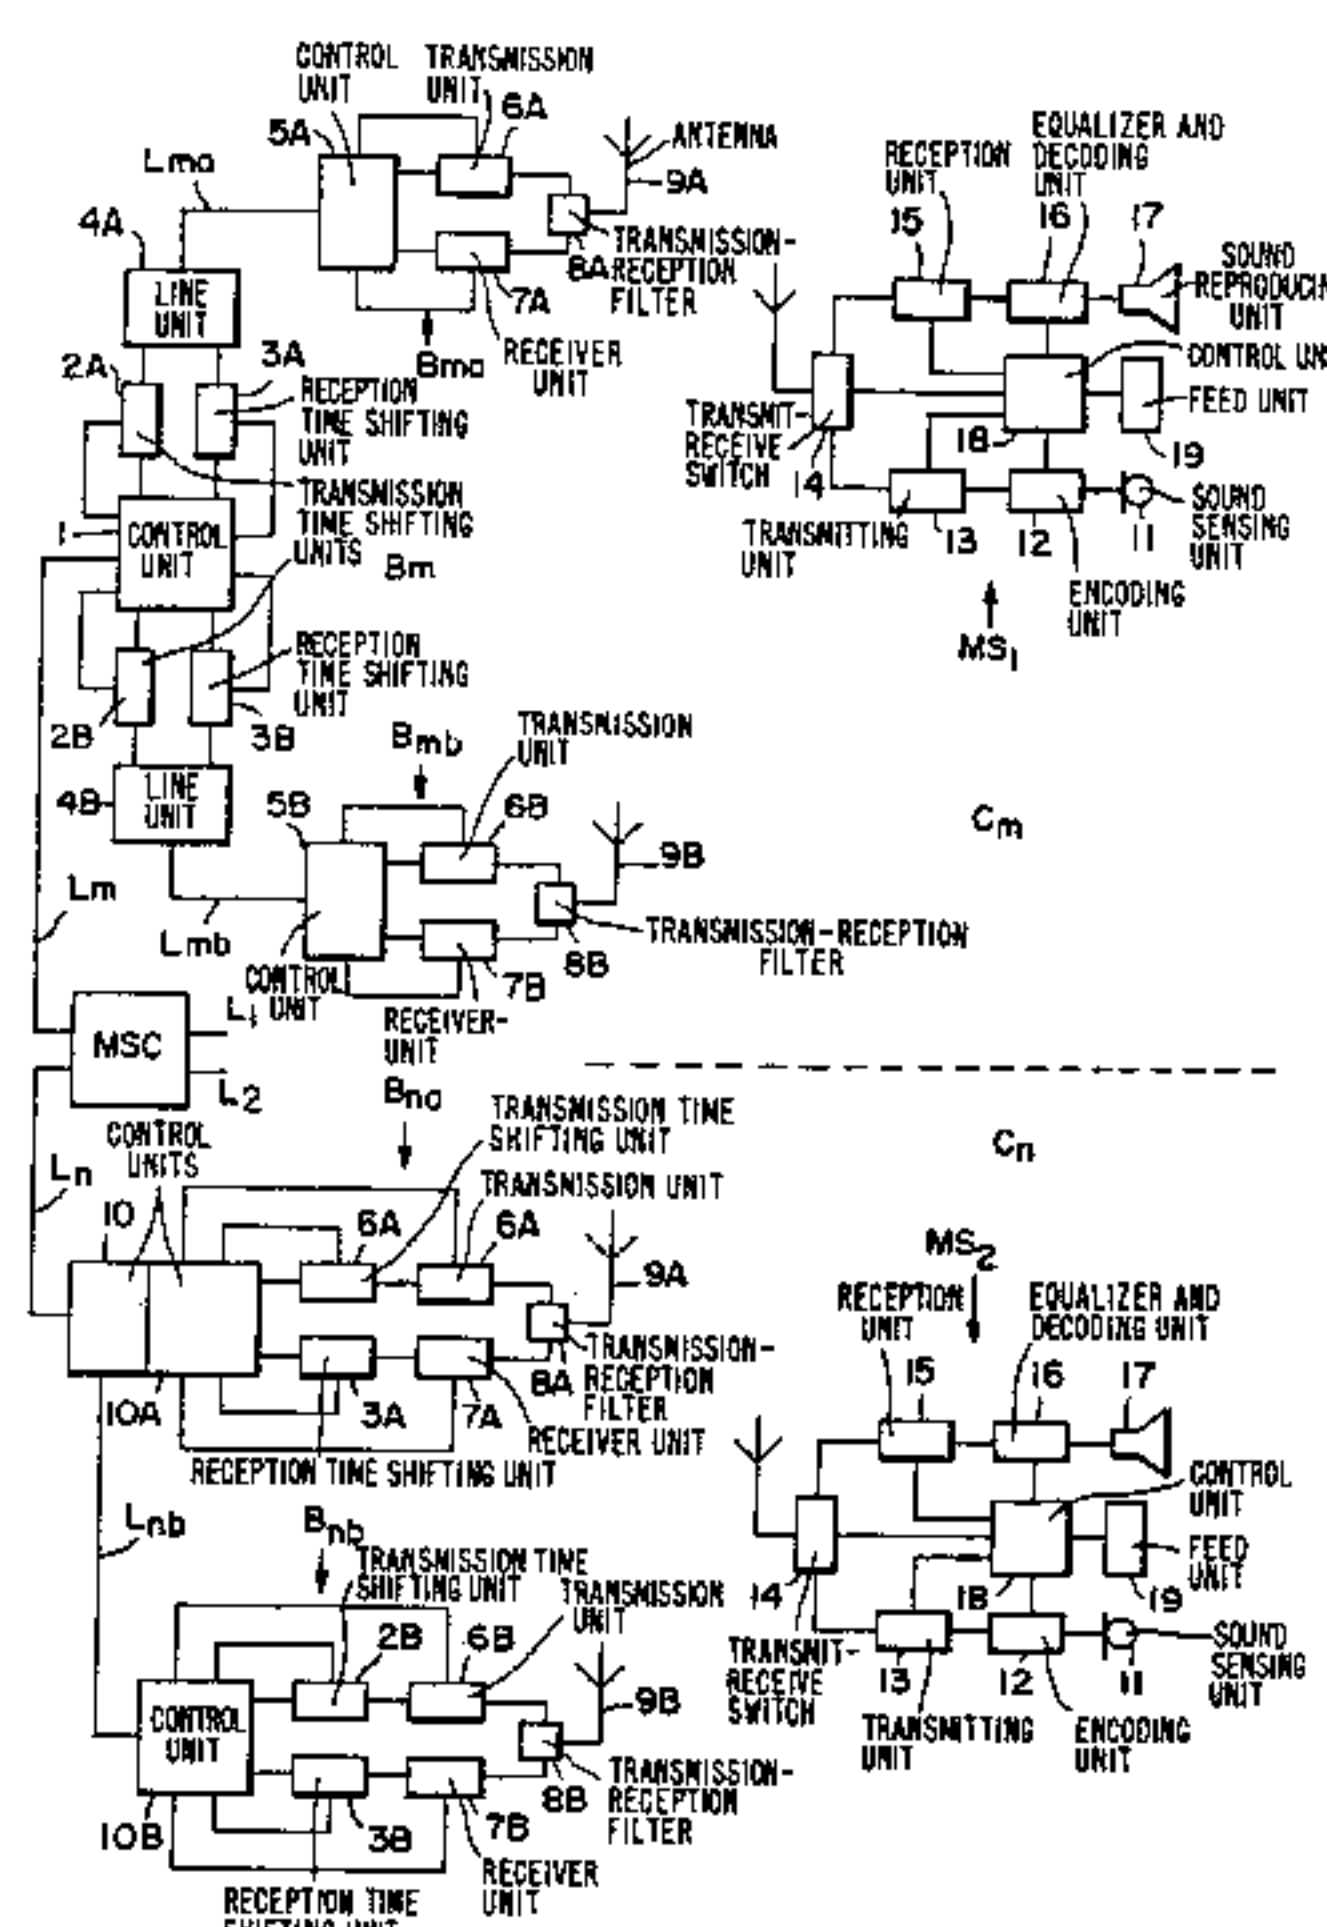 CONTROL
UNIT
TRANSMISSION
UNIT
5A
6A
ANTENNA
9A
Lma
4A
LINE
UNIT
8A
TRANSMISSION-
RECEPTION
FILTER
7A
Bma
RECEIVER
UNIT
2A
3A
RECEPTION
TIME SHIFTING
UNIT
TRANSMISSION
TIME SHIFTING
UNITS
1
CONTROL
UNIT
Bm
RECEPTION
TIME SHIFTING
UNIT
2B
3B
4B
LINE
UNIT
Bmb
TRANSMISSION
UNIT
5B
6B
9B
Lm
Lmb
CONTROL
UNIT
8B
TRANSMISSION-RECEPTION
FILTER
7B
RECEIVER-
UNIT
MSC
L1
L2
RECEPTION
UNIT
EQUALIZER AND
DECODING
UNIT
15
16
17
SOUND
REPRODUCIN
UNIT
CONTROL UN
FEED UNIT
TRANSMIT-
RECEIVE
SWITCH
14
18
19
TRANSMITTING
UNIT
13
12
11
SOUND
SENSING
UNIT
ENCODING
UNIT
MS1
Cm
Cn
Bna
TRANSMISSION TIME
SHIFTING UNIT
TRANSMISSION UNIT
CONTROL
UNITS
Ln
10
6A
6A
9A
10A
3A
7A
8A
TRANSMISSION-
RECEPTION
FILTER
RECEIVER UNIT
RECEPTION TIME SHIFTING UNIT
Lnb
Bnb
TRANSMISSION TIME
SHIFTING UNIT
TRANSMISSION
UNIT
2B
6B
9B
CONTROL
UNIT
10B
3B
7B
8B
TRANSMISSION-
RECEPTION
FILTER
RECEIVER
UNIT
RECEPTION TIME
SHIFTING UNIT
MS2
RECEPTION
UNIT
EQUALIZER AND
DECODING UNIT
15
16
17
CONTROL
UNIT
FEED
UNIT
14
18
19
TRANSMIT-
RECEIVE
SWITCH
13
12
11
SOUND
SENSING
UNIT
TRANSMITTING
UNIT
ENCODING
UNIT